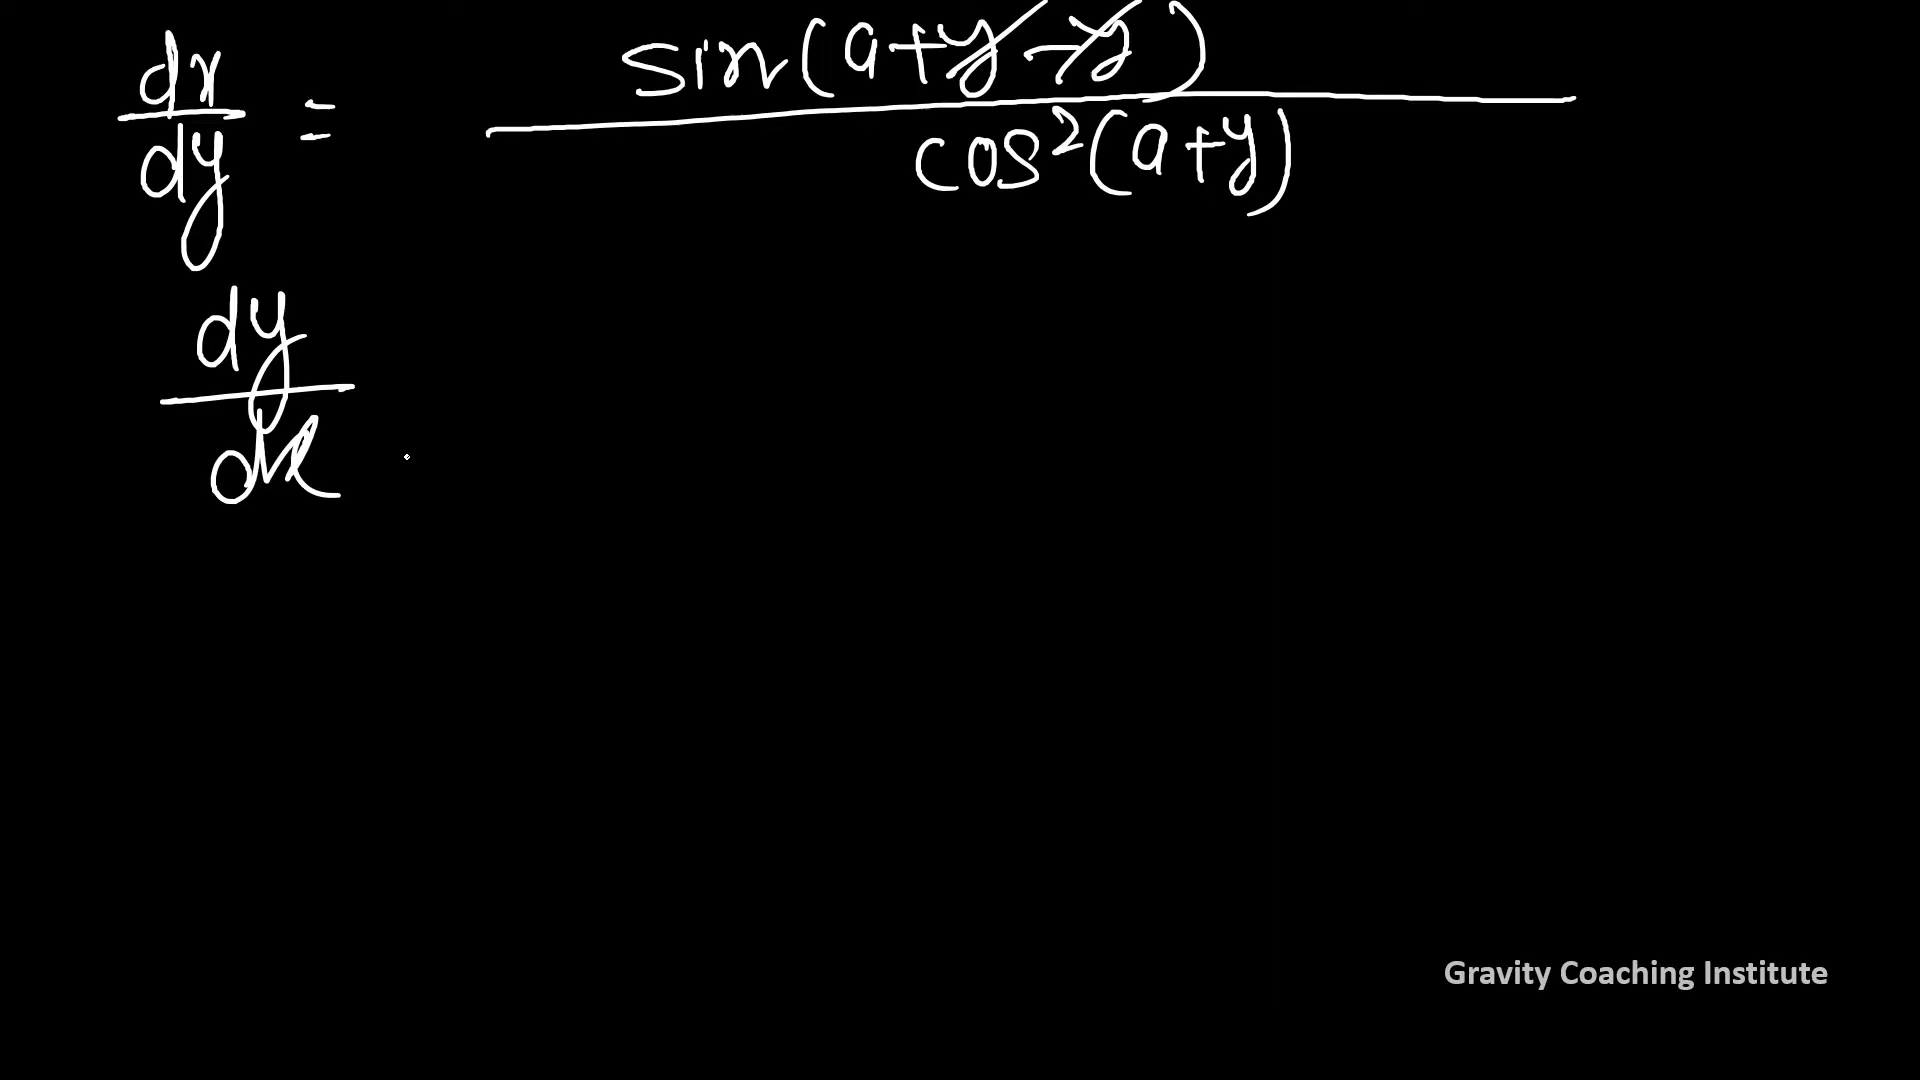 dx/dy = sin(a+y-y)/cos²(a+y)
dy/dx
Gravity Coaching Institute